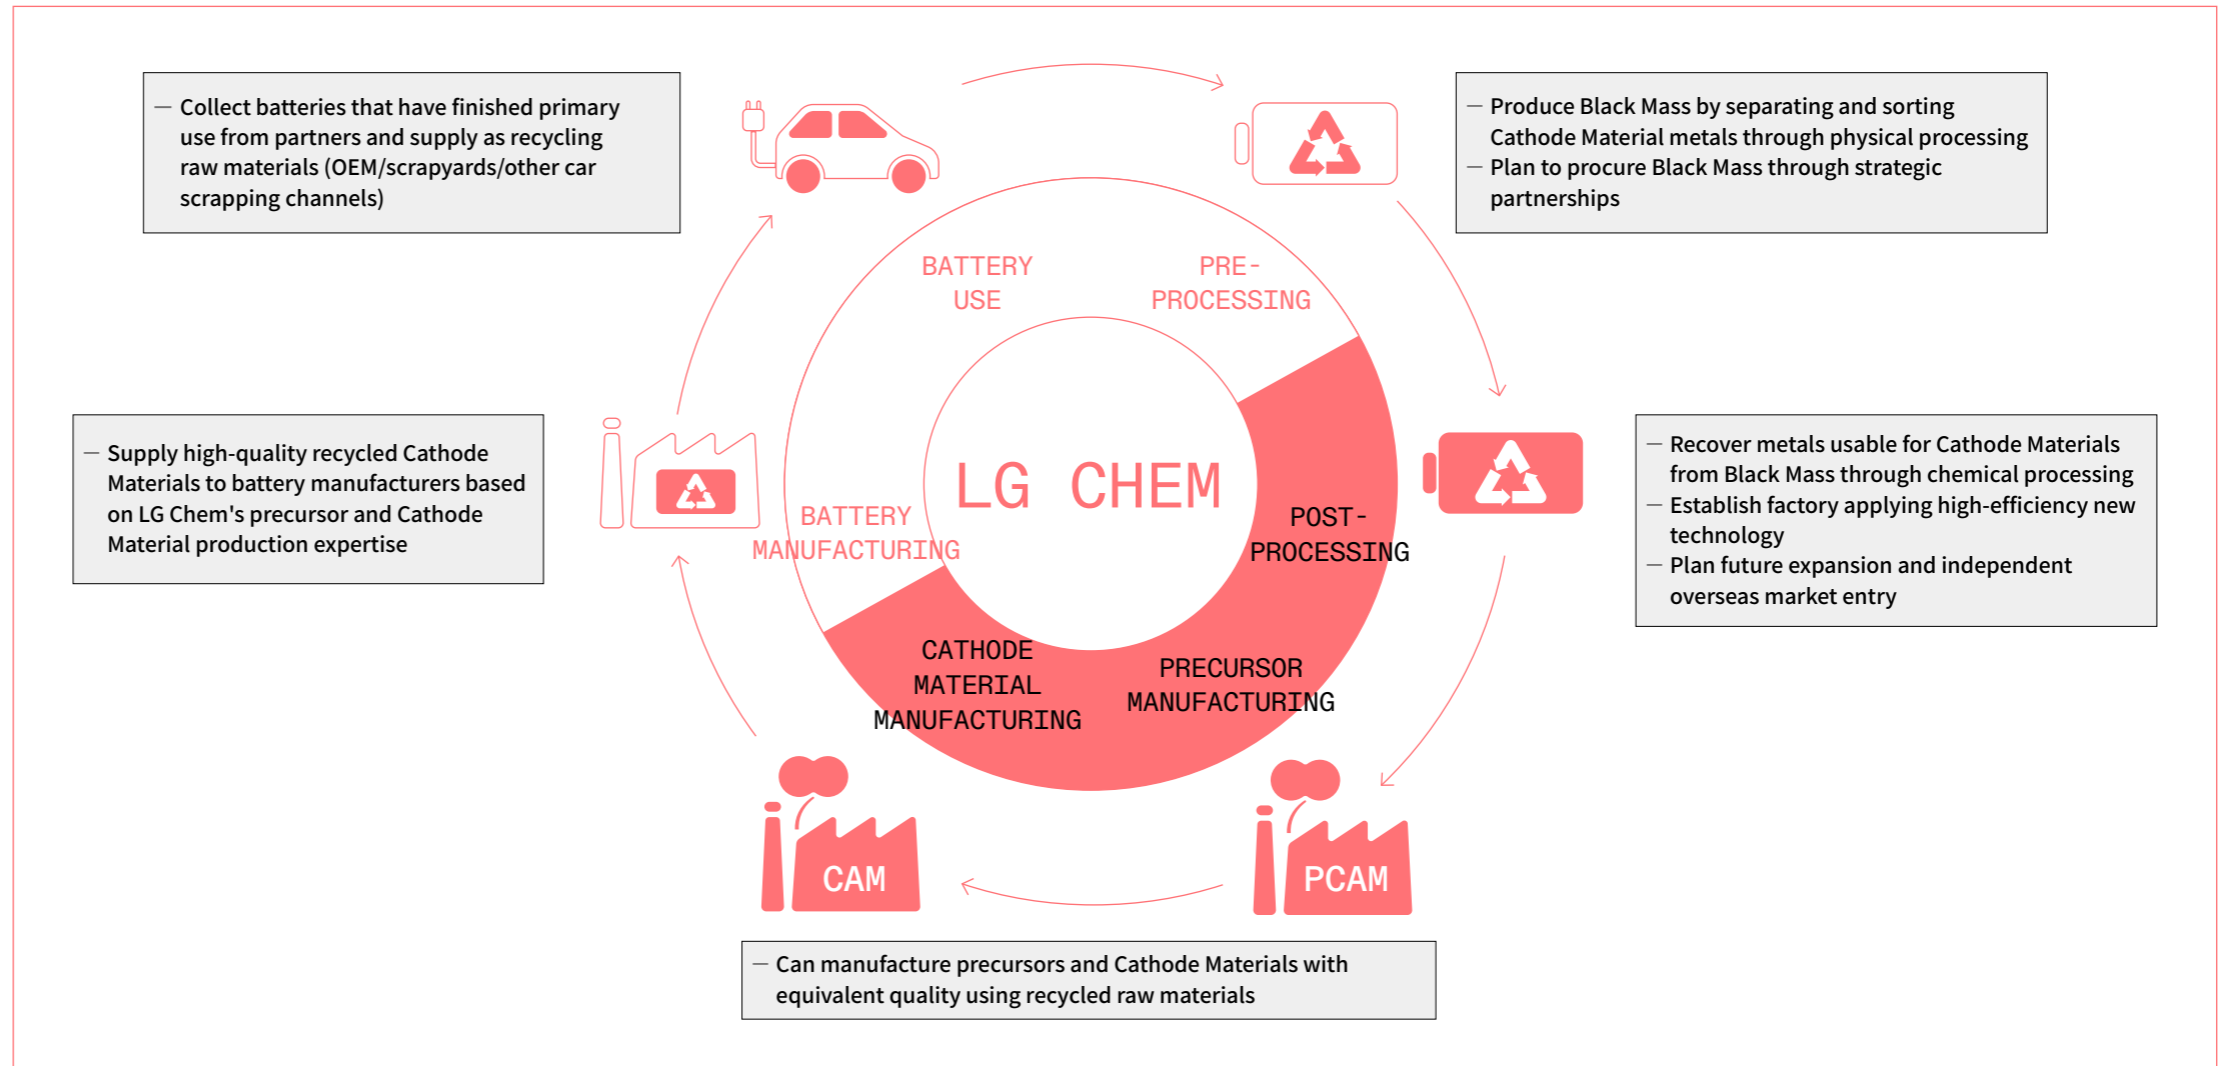 — Collect batteries that have finished primary
use from partners and supply as recycling
raw materials (OEM/scrapyards/other car
scrapping channels)
— Produce Black Mass by separating and sorting
Cathode Material metals through physical processing
— Plan to procure Black Mass through strategic
partnerships
BATTERY
USE
PRE-
PROCESSING
— Supply high-quality recycled Cathode
Materials to battery manufacturers based
on LG Chem's precursor and Cathode
Material production expertise
BATTERY
MANUFACTURING
LG CHEM
POST-
PROCESSING
— Recover metals usable for Cathode Materials
from Black Mass through chemical processing
— Establish factory applying high-efficiency new
technology
— Plan future expansion and independent
overseas market entry
CATHODE
MATERIAL
MANUFACTURING
PRECURSOR
MANUFACTURING
CAM
PCAM
— Can manufacture precursors and Cathode Materials with
equivalent quality using recycled raw materials